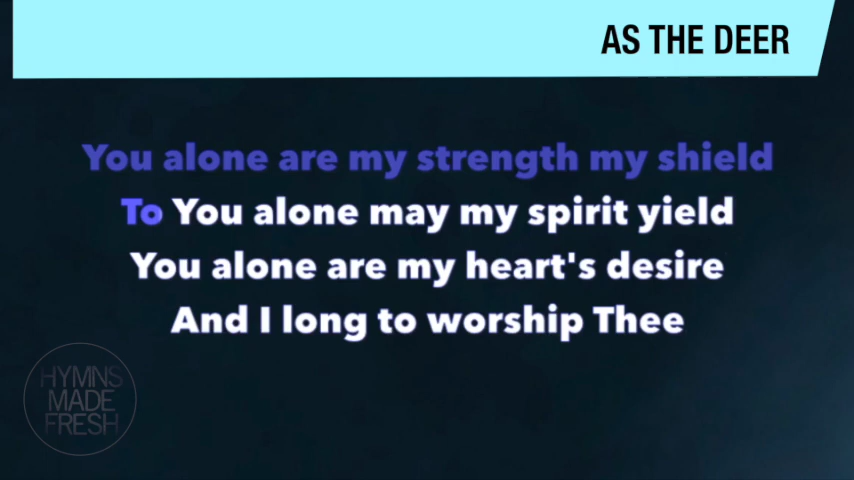 AS THE DEER
You alone are my strength my shield
To You alone may my spirit yield
You alone are my heart's desire
And I long to worship Thee
HYMNS
MADE
FRESH